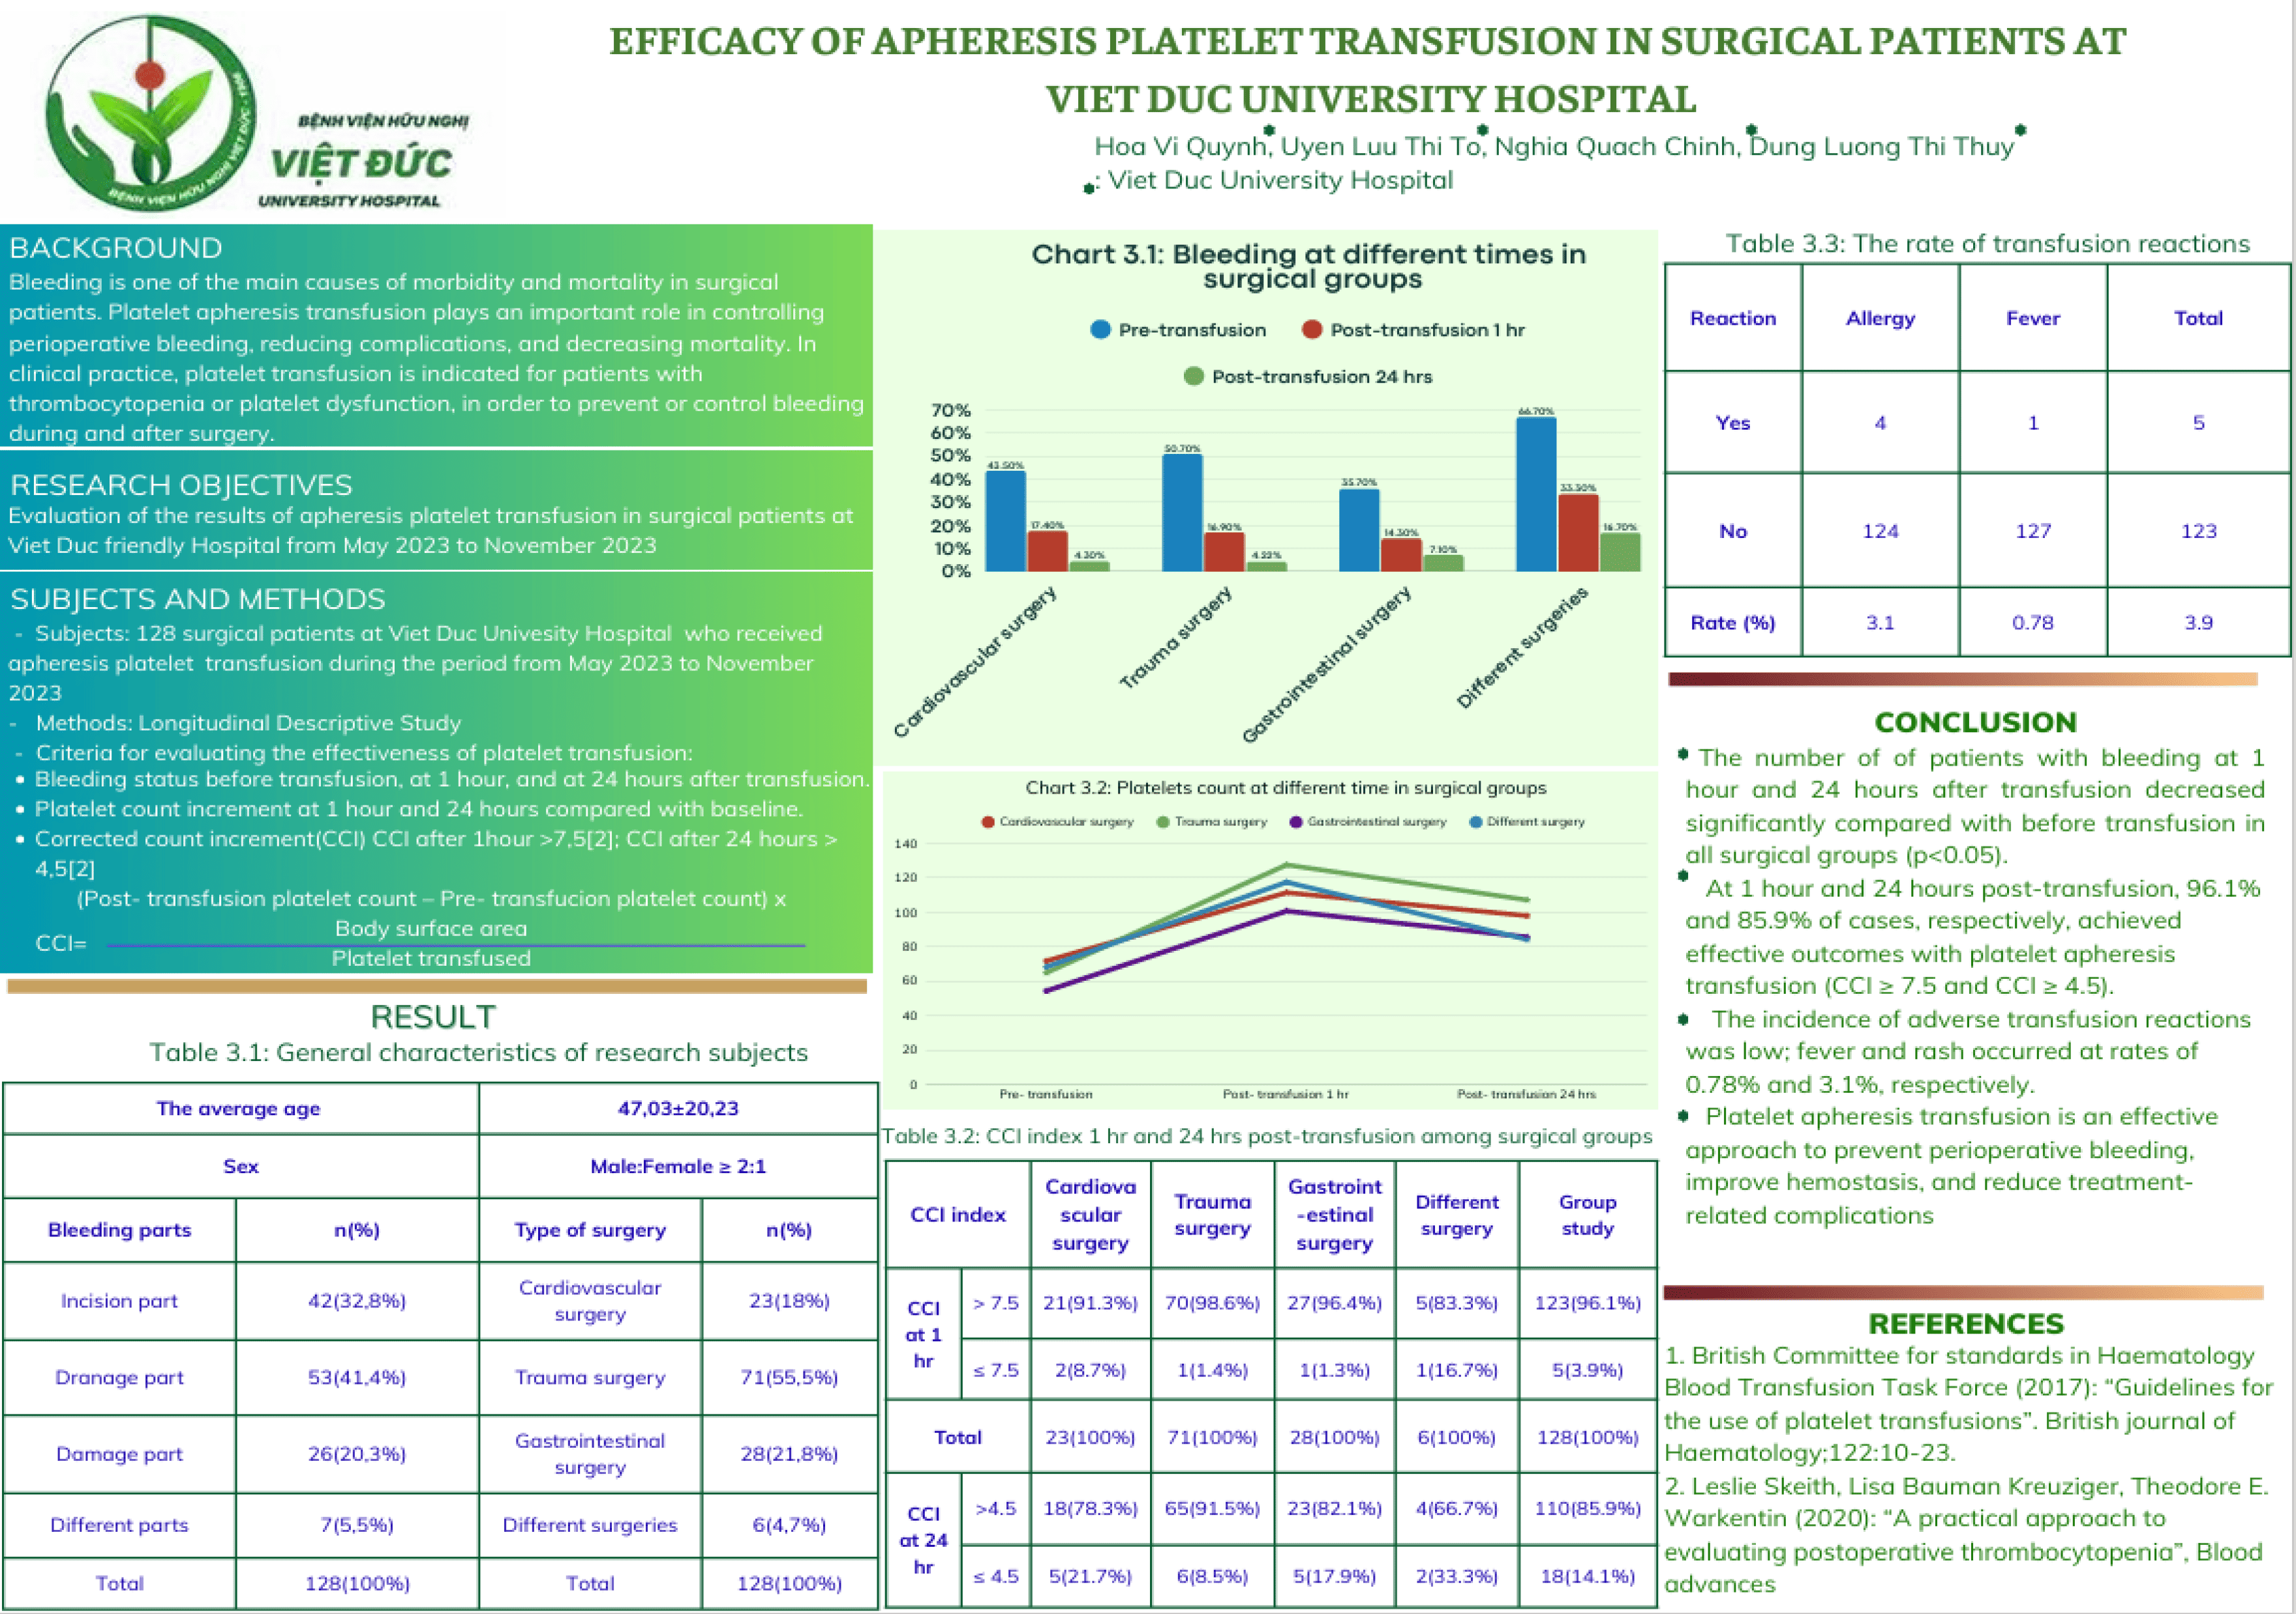 BỆNH VIỆN HỮU NGHỊ VIỆT ĐỨC - 1906
BỆNH VIỆN HỮU NGHỊ
VIỆT ĐỨC
UNIVERSITY HOSPITAL
EFFICACY OF APHERESIS PLATELET TRANSFUSION IN SURGICAL PATIENTS AT
VIET DUC UNIVERSITY HOSPITAL
Hoa Vi Quynh*, Uyen Luu Thi To*, Nghia Quach Chinh*, Dung Luong Thi Thuy*
*: Viet Duc University Hospital
BACKGROUND
Bleeding is one of the main causes of morbidity and mortality in surgical
patients. Platelet apheresis transfusion plays an important role in controlling
perioperative bleeding, reducing complications, and decreasing mortality. In
clinical practice, platelet transfusion is indicated for patients with
thrombocytopenia or platelet dysfunction, in order to prevent or control bleeding
during and after surgery.
RESEARCH OBJECTIVES
Evaluation of the results of apheresis platelet transfusion in surgical patients at
Viet Duc friendly Hospital from May 2023 to November 2023
SUBJECTS AND METHODS
- Subjects: 128 surgical patients at Viet Duc Univesity Hospital who received
apheresis platelet transfusion during the period from May 2023 to November
2023
- Methods: Longitudinal Descriptive Study
- Criteria for evaluating the effectiveness of platelet transfusion:
• Bleeding status before transfusion, at 1 hour, and at 24 hours after transfusion.
• Platelet count increment at 1 hour and 24 hours compared with baseline.
• Corrected count increment(CCI) CCI after 1hour >7,5[2]; CCI after 24 hours >
4,5[2]
(Post- transfusion platelet count – Pre- transfucion platelet count) x
Body surface area
CCI=
Platelet transfused
RESULT
Table 3.1: General characteristics of research subjects
The average age 47,03±20,23
Sex Male:Female ≥ 2:1
Bleeding parts n(%) Type of surgery n(%)
Incision part 42(32,8%) Cardiovascular surgery 23(18%)
Dranage part 53(41,4%) Trauma surgery 71(55,5%)
Damage part 26(20,3%) Gastrointestinal surgery 28(21,8%)
Different parts 7(5,5%) Different surgeries 6(4,7%)
Total 128(100%) Total 128(100%)
Chart 3.1: Bleeding at different times in
surgical groups
Pre-transfusion Post-transfusion 1 hr
Post-transfusion 24 hrs
70%
60%
50%
40%
30%
20%
10%
0%
43.50% 17.40% 4.30%
50.70% 16.90% 4.22%
35.70% 14.30% 7.10%
66.70% 33.30% 16.70%
Cardiovascular surgery
Trauma surgery
Gastrointestinal surgery
Different surgeries
Chart 3.2: Platelets count at different time in surgical groups
Cardiovascular surgery Trauma surgery Gastrointestinal surgery Different surgery
140
120
100
80
60
40
20
0
Pre- transfusion Post- transfusion 1 hr Post- transfusion 24 hrs
Table 3.2: CCI index 1 hr and 24 hrs post-transfusion among surgical groups
CCI index Cardiova scular surgery Trauma surgery Gastroint -estinal surgery Different surgery Group study
CCI at 1 hr > 7.5 21(91.3%) 70(98.6%) 27(96.4%) 5(83.3%) 123(96.1%)
≤ 7.5 2(8.7%) 1(1.4%) 1(1.3%) 1(16.7%) 5(3.9%)
Total 23(100%) 71(100%) 28(100%) 6(100%) 128(100%)
CCI at 24 hr >4.5 18(78.3%) 65(91.5%) 23(82.1%) 4(66.7%) 110(85.9%)
≤ 4.5 5(21.7%) 6(8.5%) 5(17.9%) 2(33.3%) 18(14.1%)
Table 3.3: The rate of transfusion reactions
Reaction Allergy Fever Total
Yes 4 1 5
No 124 127 123
Rate (%) 3.1 0.78 3.9
CONCLUSION
* The number of of patients with bleeding at 1
hour and 24 hours after transfusion decreased
significantly compared with before transfusion in
all surgical groups (p<0.05).
* At 1 hour and 24 hours post-transfusion, 96.1%
and 85.9% of cases, respectively, achieved
effective outcomes with platelet apheresis
transfusion (CCI ≥ 7.5 and CCI ≥ 4.5).
* The incidence of adverse transfusion reactions
was low; fever and rash occurred at rates of
0.78% and 3.1%, respectively.
* Platelet apheresis transfusion is an effective
approach to prevent perioperative bleeding,
improve hemostasis, and reduce treatment-
related complications
REFERENCES
1. British Committee for standards in Haematology
Blood Transfusion Task Force (2017): “Guidelines for
the use of platelet transfusions”. British journal of
Haematology;122:10-23.
2. Leslie Skeith, Lisa Bauman Kreuziger, Theodore E.
Warkentin (2020): “A practical approach to
evaluating postoperative thrombocytopenia”, Blood
advances